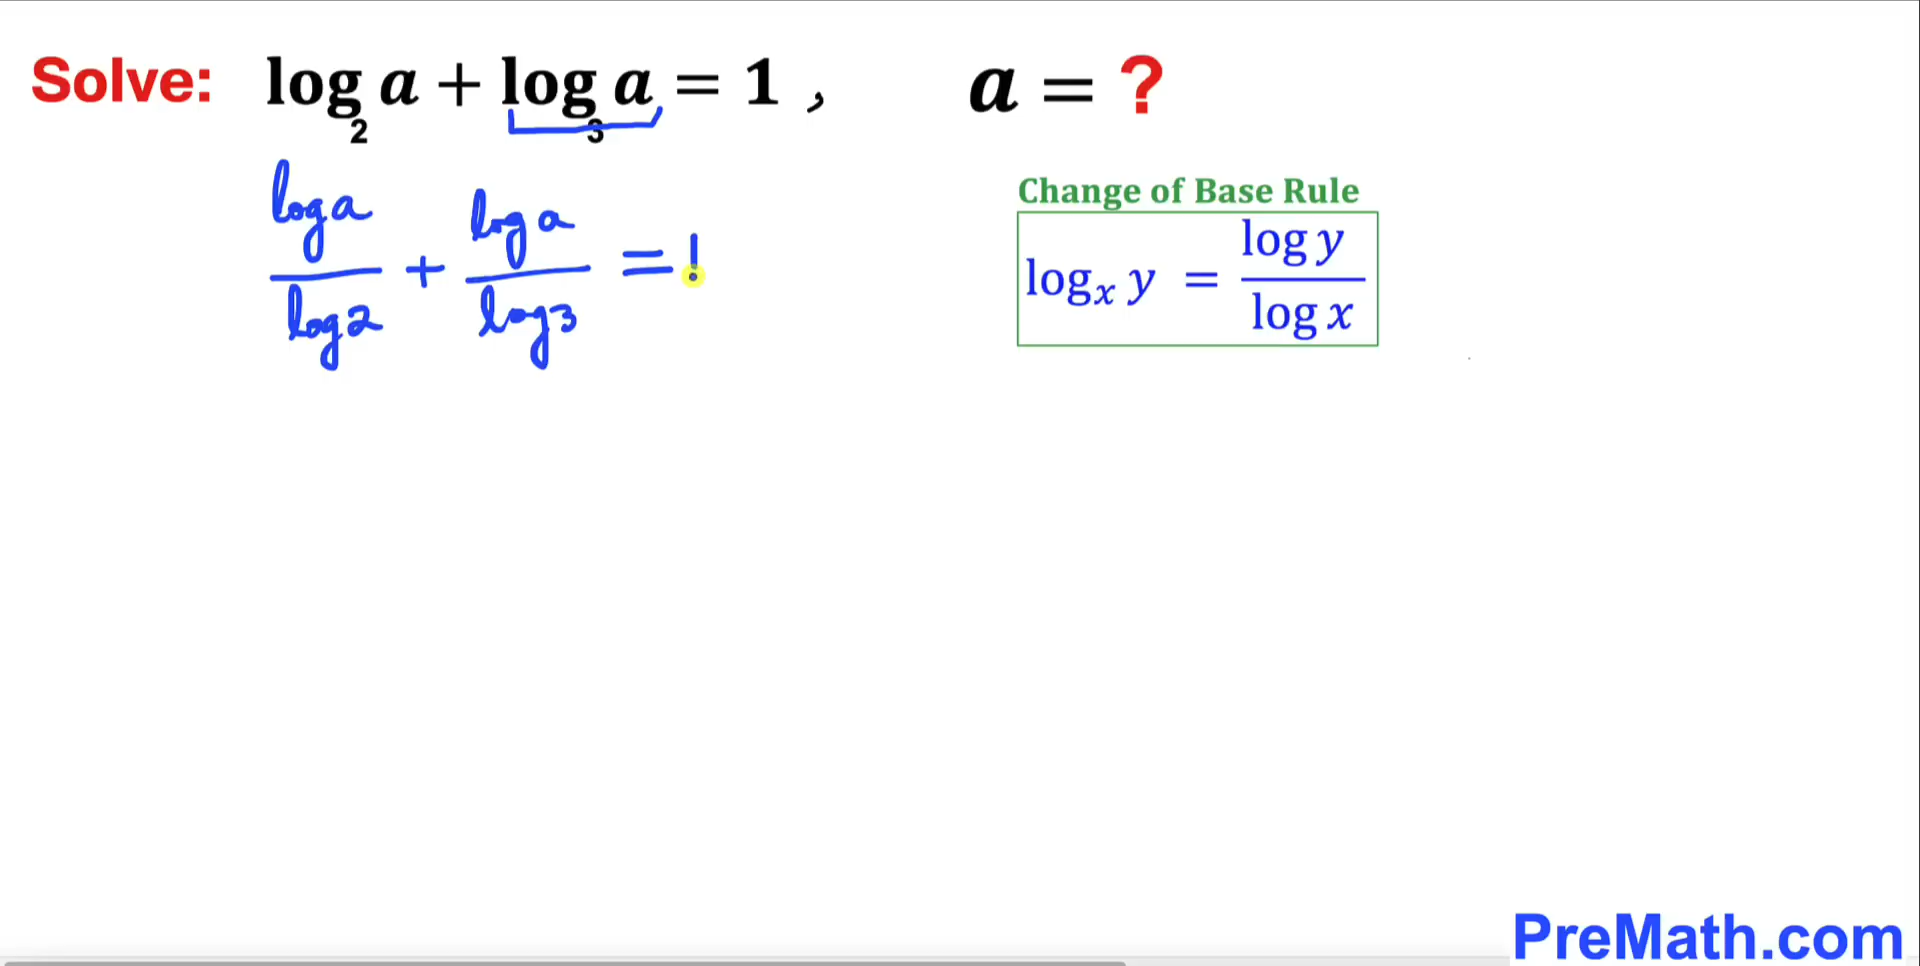 Solve: log₂ a + log₃ a = 1 , a = ?
Change of Base Rule
log a / log 2 + log a / log 3 = 1
logₓ y = log y / log x
PreMath.com